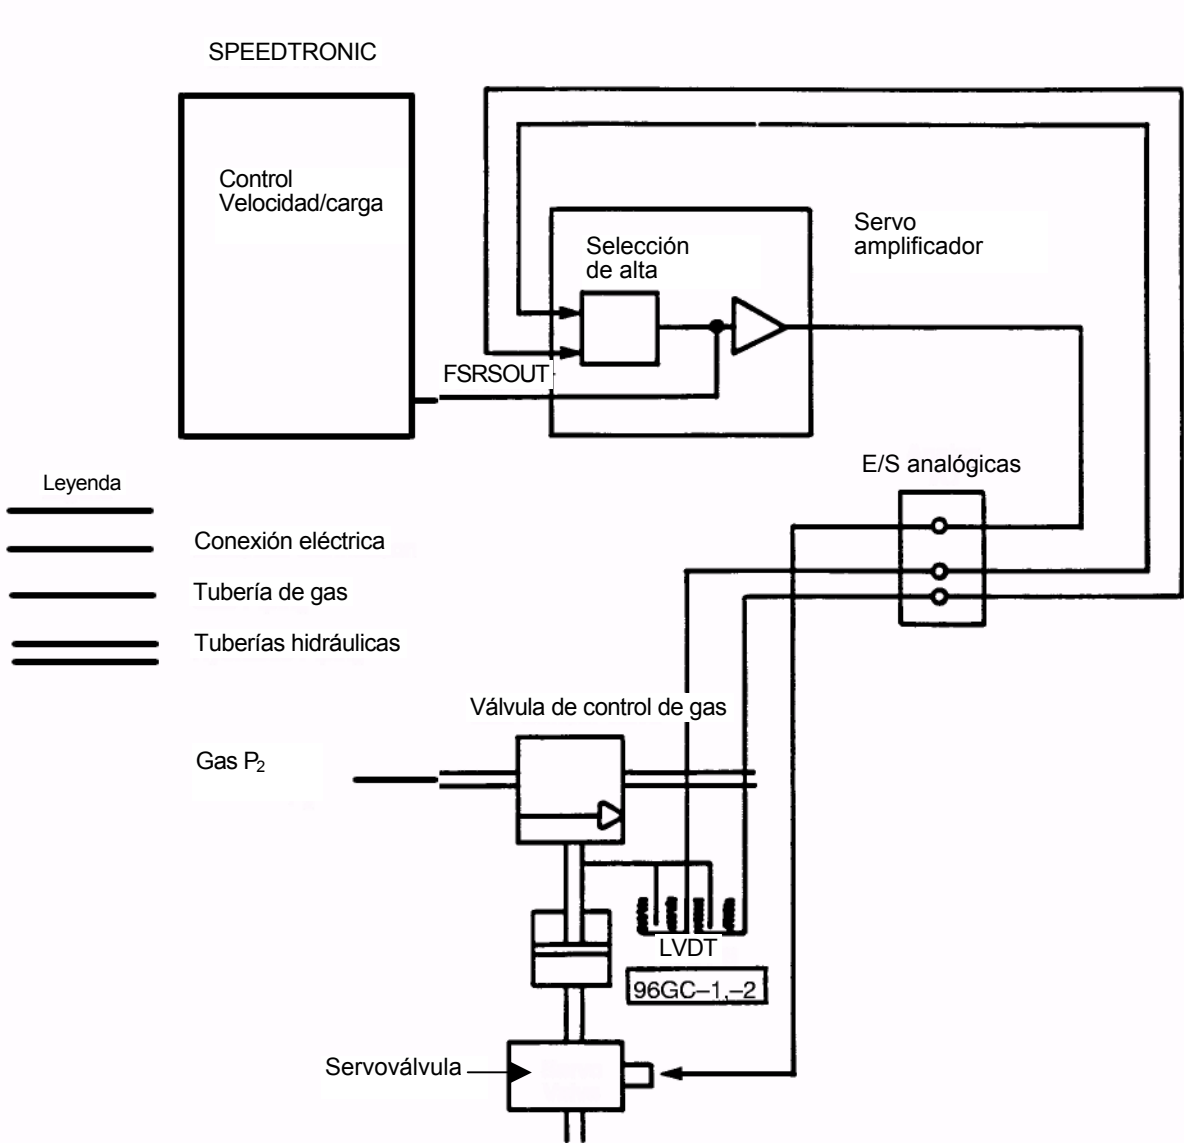 SPEEDTRONIC
Control
Velocidad/carga
Servo
amplificador
Selección
de alta
FSRSOUT
E/S analógicas
Leyenda
Conexión eléctrica
Tubería de gas
Tuberías hidráulicas
Válvula de control de gas
Gas P₂
LVDT
96GC–1,–2
Servoválvula